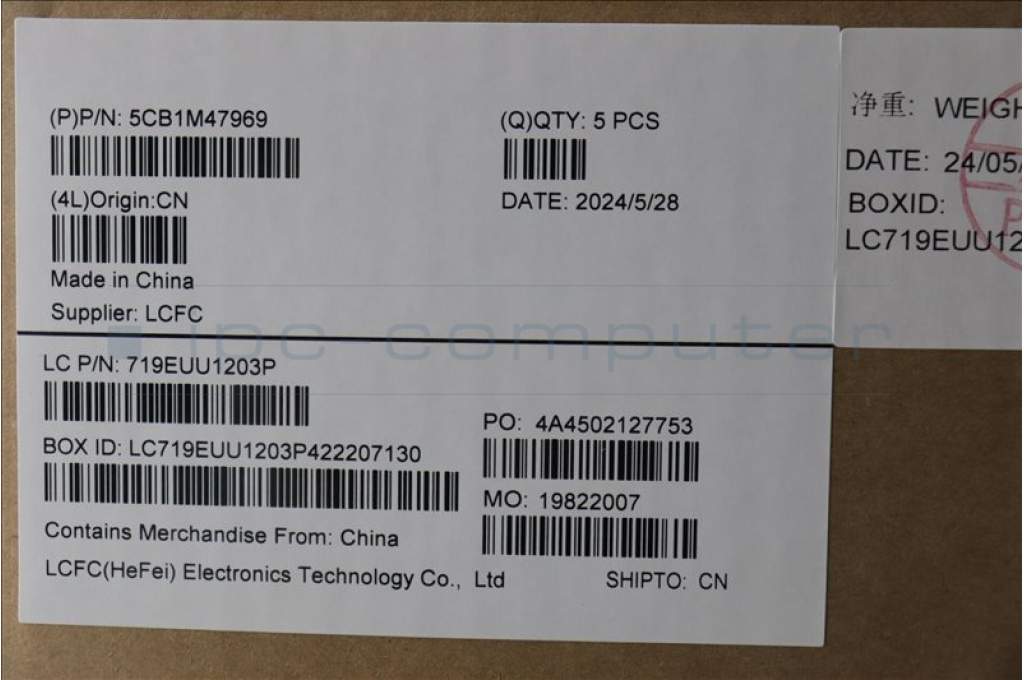 (P)P/N: 5CB1M47969
(Q)QTY: 5 PCS
(4L)Origin:CN
DATE: 2024/5/28
Made in China
Supplier: LCFC
净重: WEIGH
DATE: 24/05/
BOXID:
LC719EUU12
ipc computer
LC P/N: 719EUU1203P
PO: 4A4502127753
BOX ID: LC719EUU1203P422207130
MO: 19822007
Contains Merchandise From: China
LCFC(HeFei) Electronics Technology Co., Ltd
SHIPTO: CN